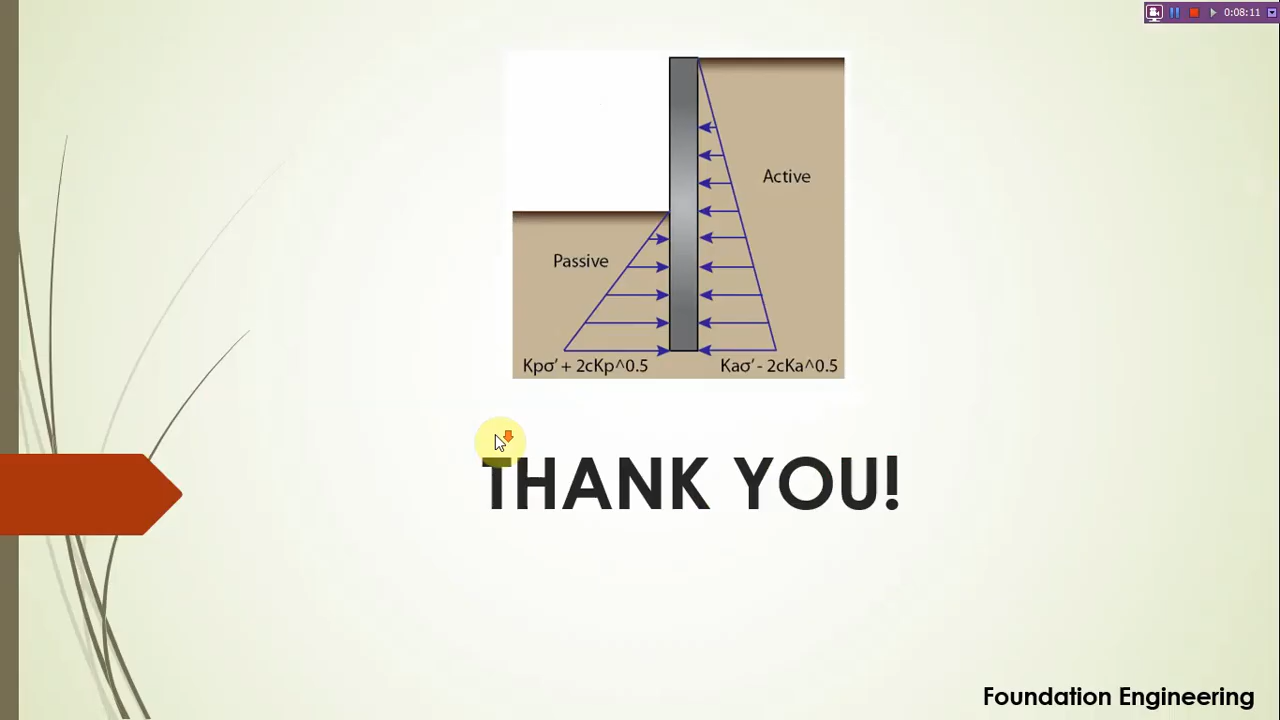 0:08:11
Active
Passive
Kpσ' + 2cKp^0.5
Kaσ' - 2cKa^0.5
THANK YOU!
Foundation Engineering